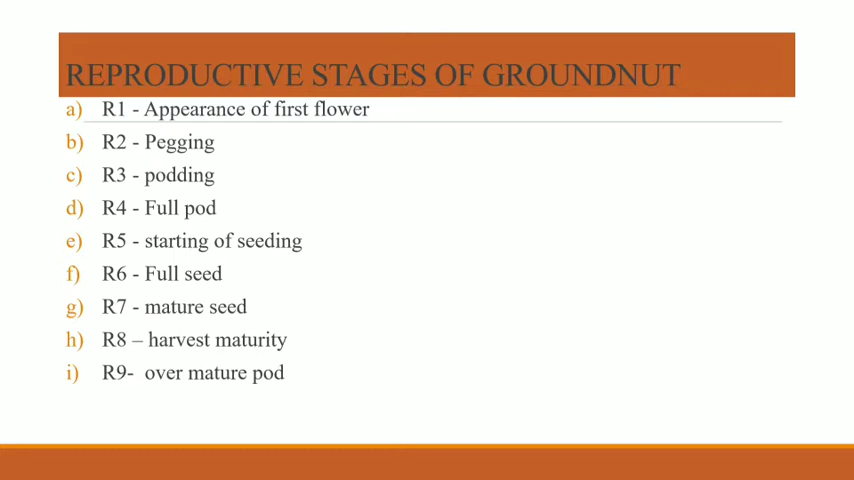 REPRODUCTIVE STAGES OF GROUNDNUT
a) R1 - Appearance of first flower
b) R2 - Pegging
c) R3 - podding
d) R4 - Full pod
e) R5 - starting of seeding
f) R6 - Full seed
g) R7 - mature seed
h) R8 – harvest maturity
i) R9- over mature pod